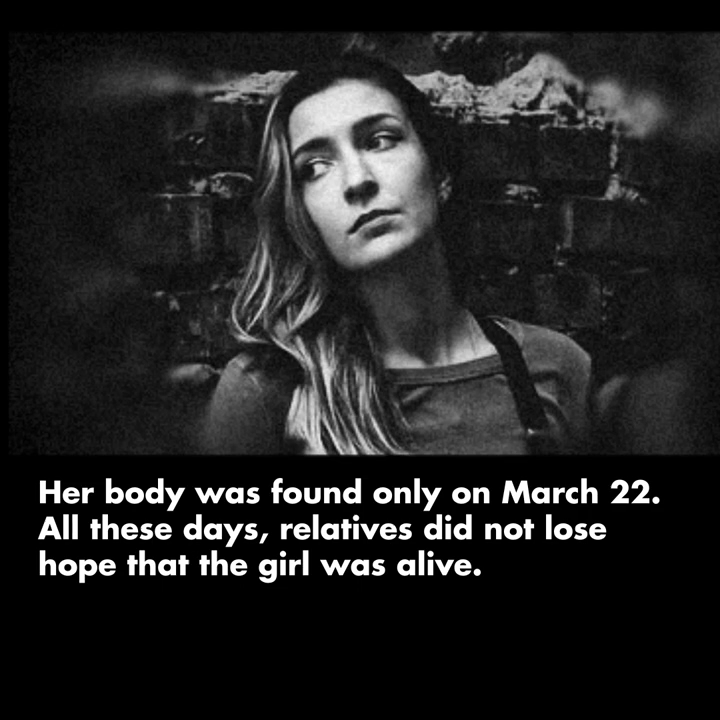 Her body was found only on March 22.
All these days, relatives did not lose
hope that the girl was alive.